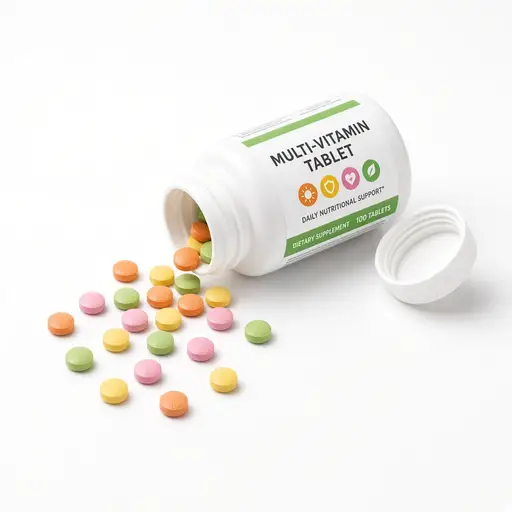 MULTI-VITAMIN
TABLET
DAILY NUTRITIONAL SUPPORT*
DIETARY SUPPLEMENT 100 TABLETS